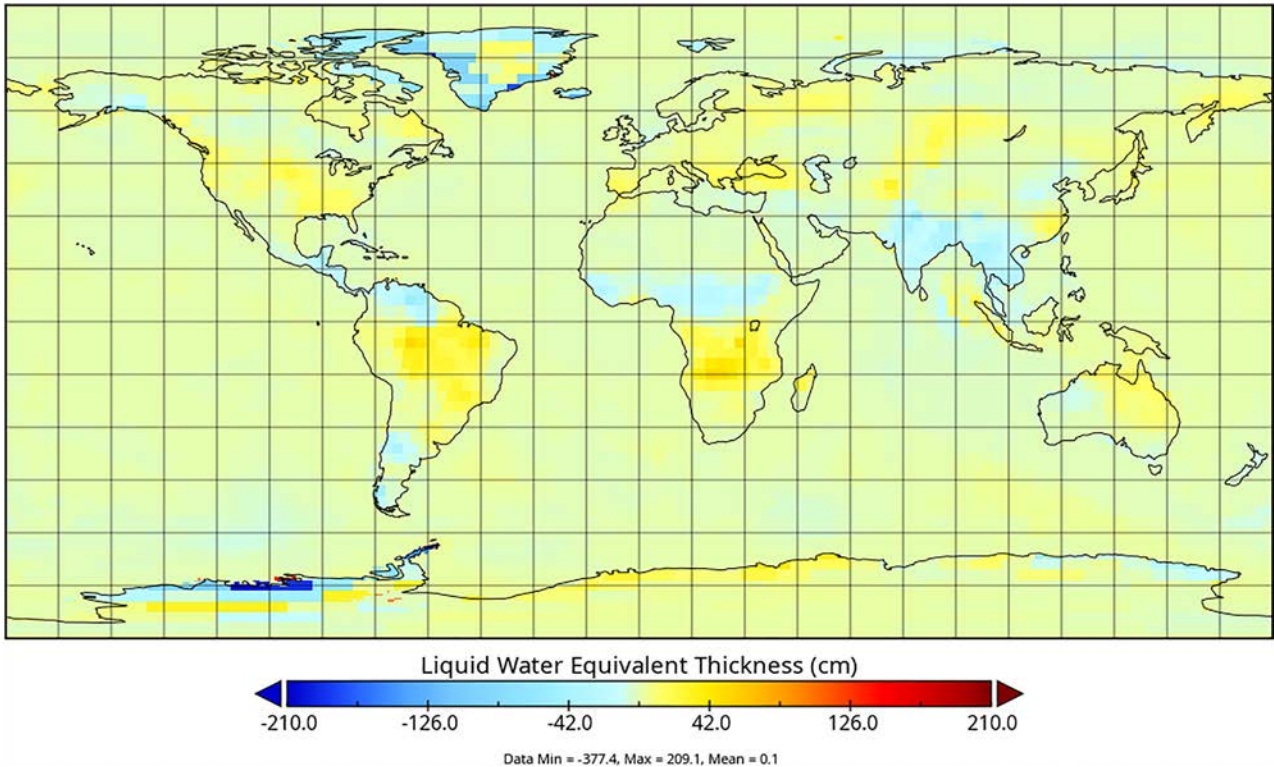 Liquid Water Equivalent Thickness (cm)
-210.0 -126.0 -42.0 42.0 126.0 210.0
Data Min = -377.4, Max = 209.1, Mean = 0.1